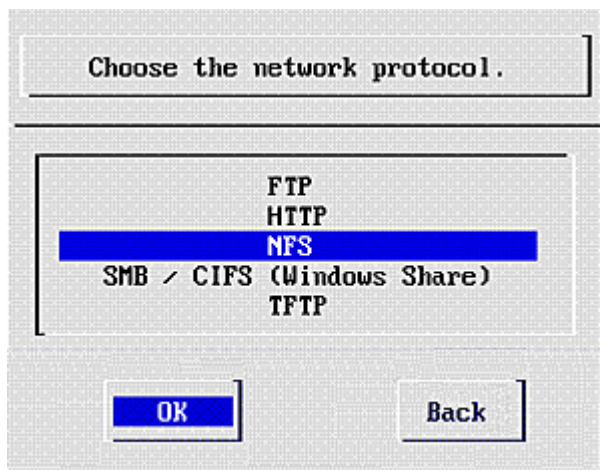 Choose the network protocol.
FTP
HTTP
NFS
SMB / CIFS (Windows Share)
TFTP
OK Back